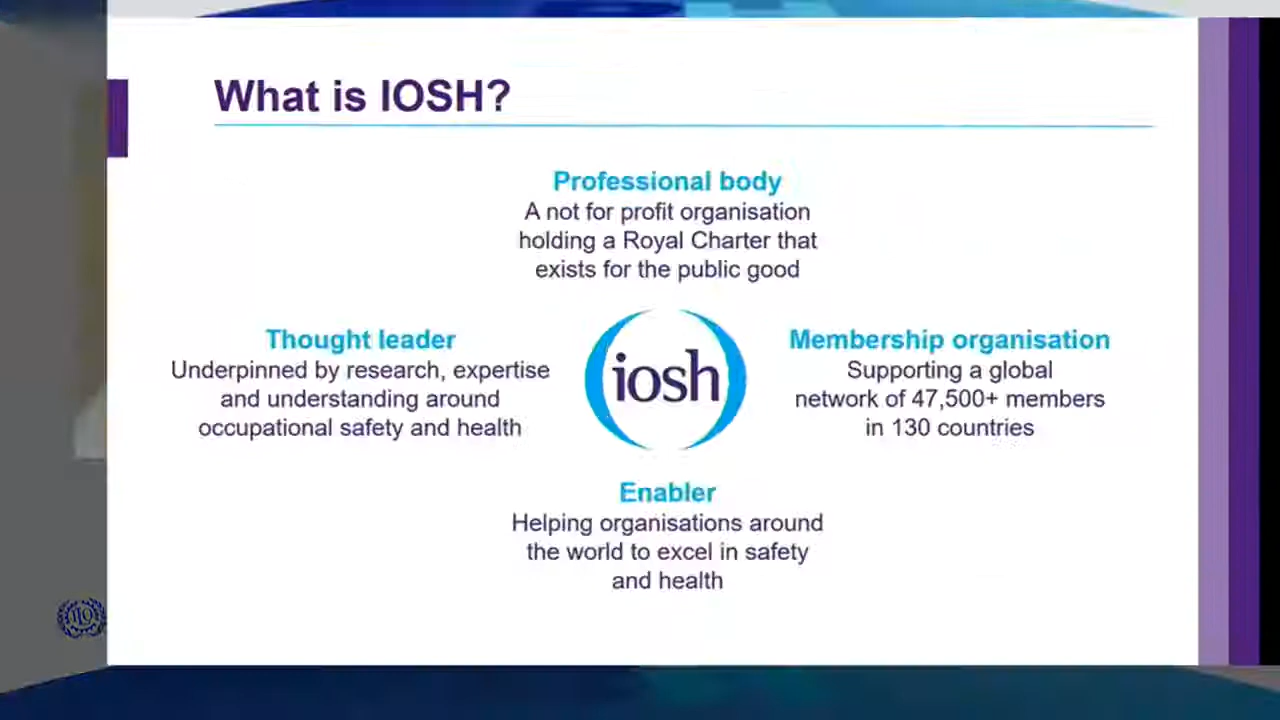 What is IOSH?
Professional body
A not for profit organisation
holding a Royal Charter that
exists for the public good
Thought leader
Underpinned by research, expertise
and understanding around
occupational safety and health
iosh
Membership organisation
Supporting a global
network of 47,500+ members
in 130 countries
Enabler
Helping organisations around
the world to excel in safety
and health
ILO